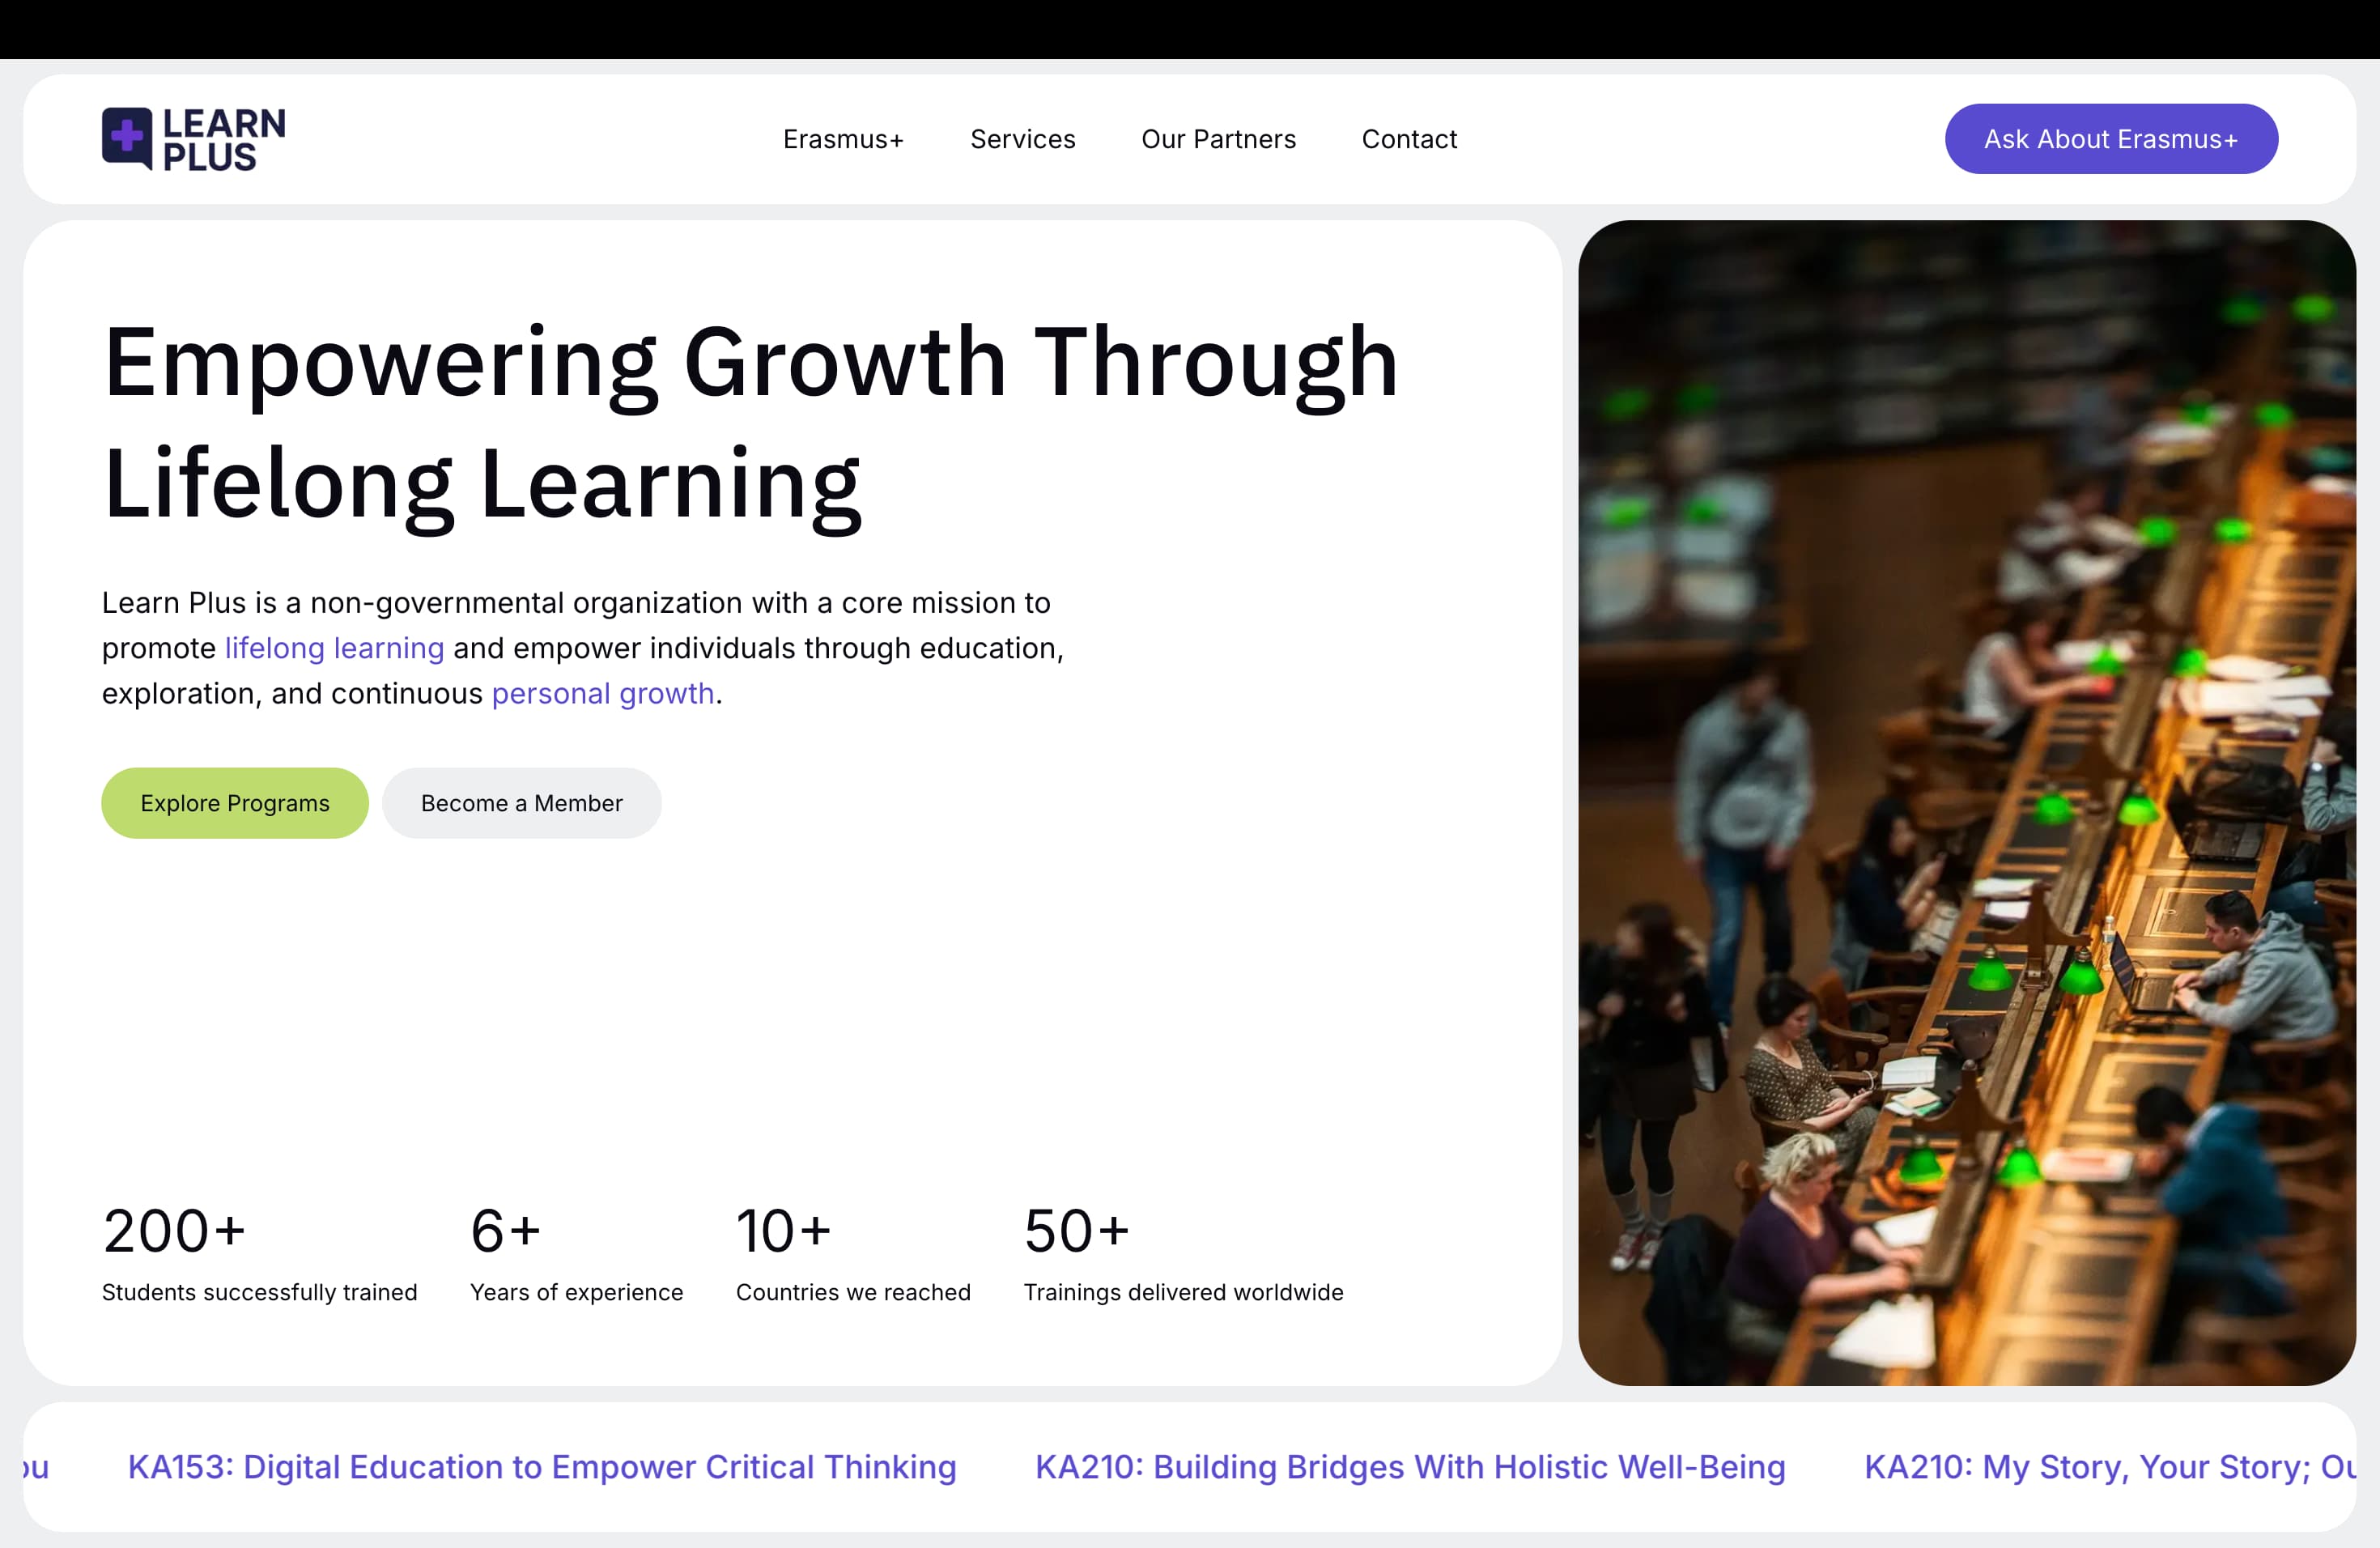 LEARN
PLUS
Erasmus+
Services
Our Partners
Contact
Ask About Erasmus+
Empowering Growth Through
Lifelong Learning
Learn Plus is a non-governmental organization with a core mission to
promote lifelong learning and empower individuals through education,
exploration, and continuous personal growth.
Explore Programs
Become a Member
200+
Students successfully trained
6+
Years of experience
10+
Countries we reached
50+
Trainings delivered worldwide
KA153: Digital Education to Empower Critical Thinking
KA210: Building Bridges With Holistic Well-Being
KA210: My Story, Your Story;